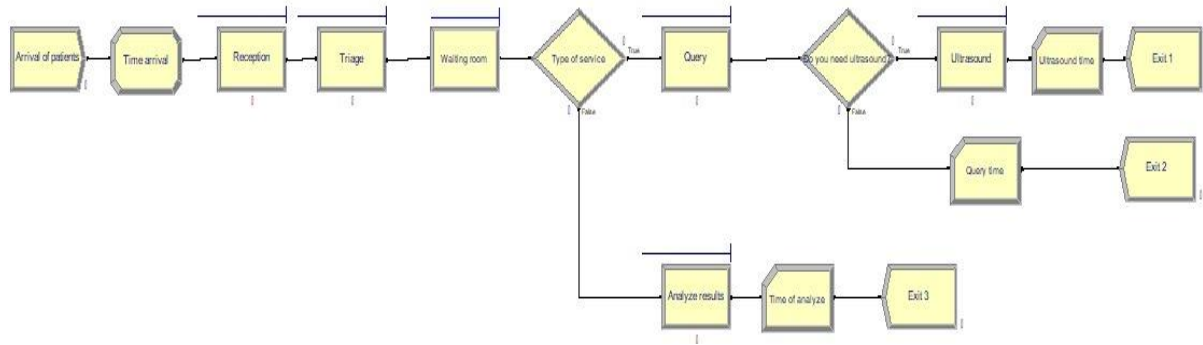 Arrival of patients
Time arrival
Reception
Triage
Waiting room
Type of service
True
False
Query
Do you need ultrasound
True
False
Ultrasound
Ultrasound time
Exit 1
Query time
Exit 2
Analyze results
Time of analyze
Exit 3